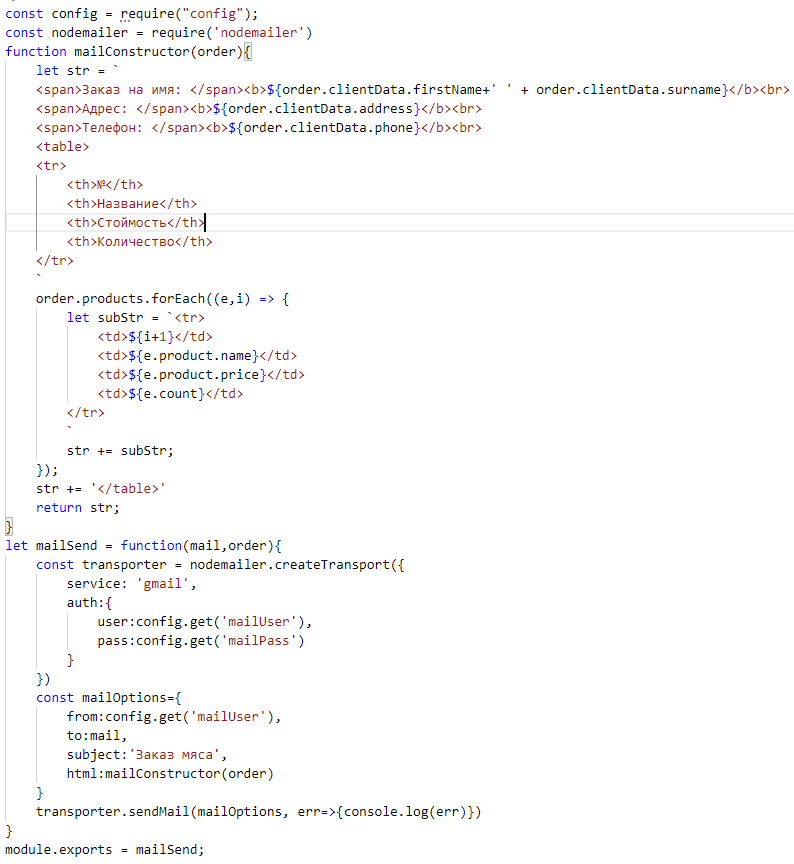 const config = require("config");
const nodemailer = require('nodemailer')
function mailConstructor(order){
    let str = `
    <span>Заказ на имя: </span><b>${order.clientData.firstName+' ' + order.clientData.surname}</b><br>
    <span>Адрес: </span><b>${order.clientData.address}</b><br>
    <span>Телефон: </span><b>${order.clientData.phone}</b><br>
    <table>
    <tr>
        <th>№</th>
        <th>Название</th>
        <th>Стоймость</th>
        <th>Количество</th>
    </tr>
    `
    order.products.forEach((e,i) => {
        let subStr = `<tr>
            <td>${i+1}</td>
            <td>${e.product.name}</td>
            <td>${e.product.price}</td>
            <td>${e.count}</td>
        </tr>
        `
        str += subStr;
    });
    str += '</table>'
    return str;
}
let mailSend = function(mail,order){
    const transporter = nodemailer.createTransport({
        service: 'gmail',
        auth:{
            user:config.get('mailUser'),
            pass:config.get('mailPass')
        }
    })
    const mailOptions={
        from:config.get('mailUser'),
        to:mail,
        subject:'Заказ мяса',
        html:mailConstructor(order)
    }
    transporter.sendMail(mailOptions, err=>{console.log(err)})
}
module.exports = mailSend;